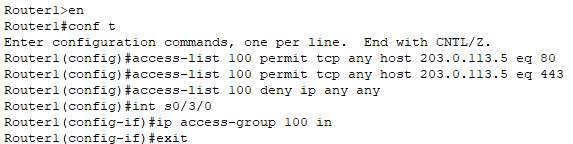 Router1>en
Router1#conf t
Enter configuration commands, one per line.  End with CNTL/Z.
Router1(config)#access-list 100 permit tcp any host 203.0.113.5 eq 80
Router1(config)#access-list 100 permit tcp any host 203.0.113.5 eq 443
Router1(config)#access-list 100 deny ip any any
Router1(config)#int s0/3/0
Router1(config-if)#ip access-group 100 in
Router1(config-if)#exit